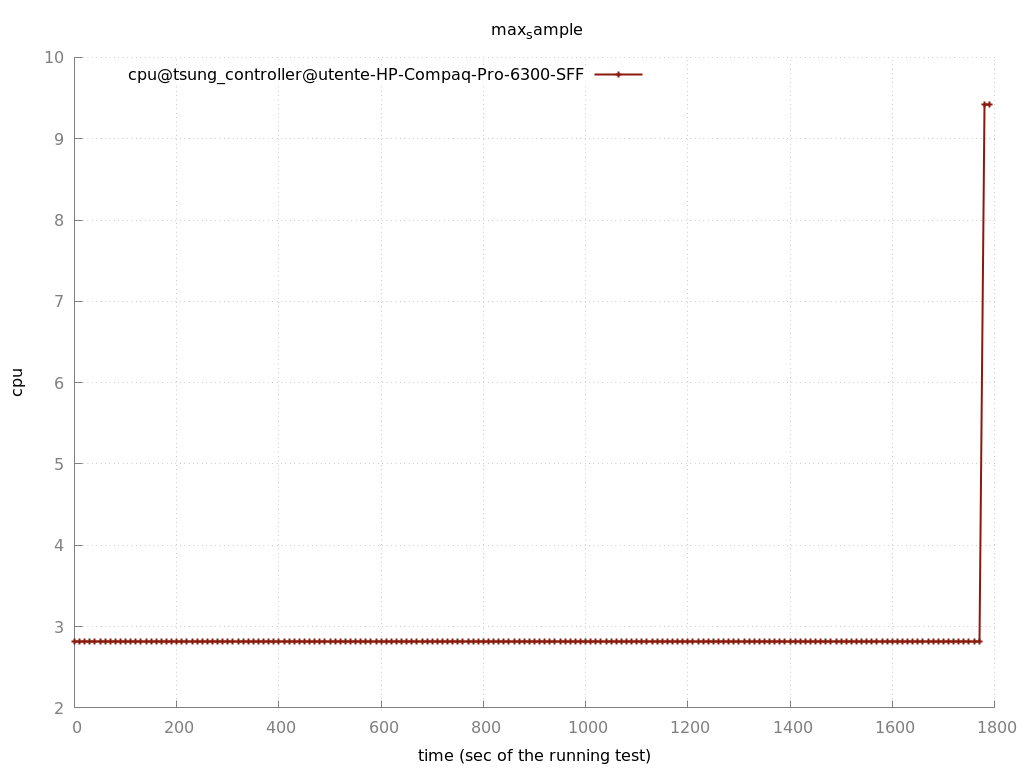 maxsample
10
cpu@tsung_controller@utente-HP-Compaq-Pro-6300-SFF
9
8
7
6
cpu
5
4
3
2
0 200 400 600 800 1000 1200 1400 1600 1800
time (sec of the running test)